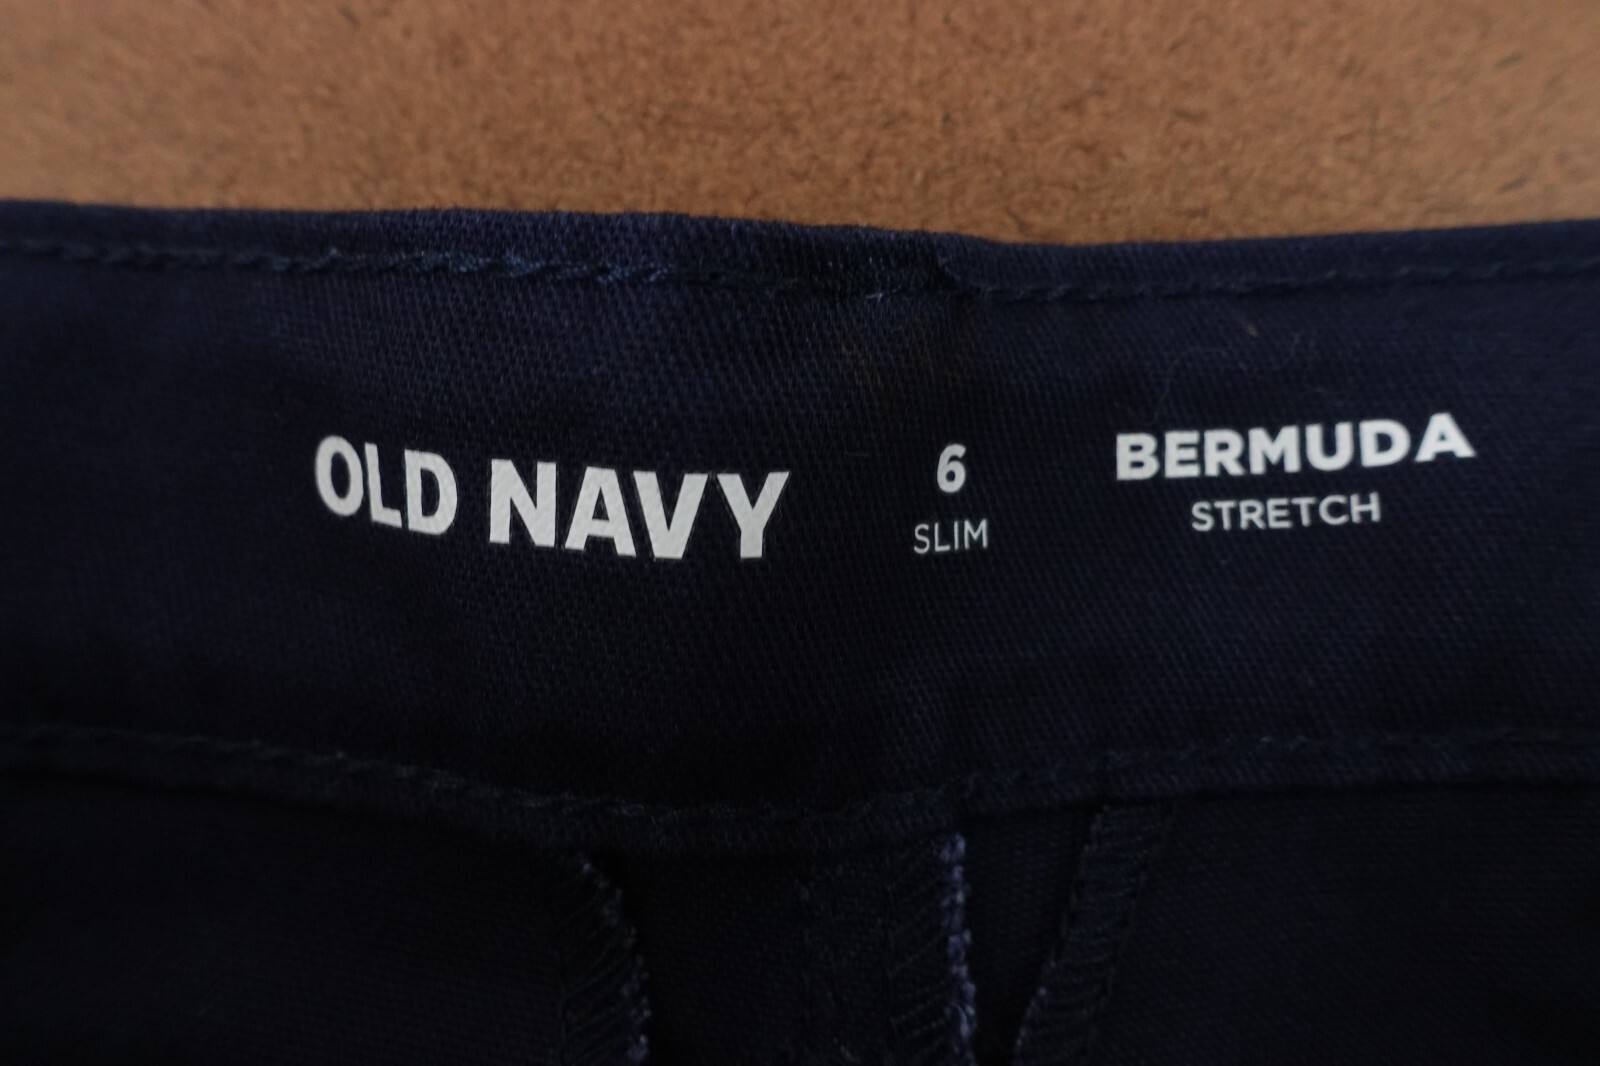 OLD NAVY
6
SLIM
BERMUDA
STRETCH